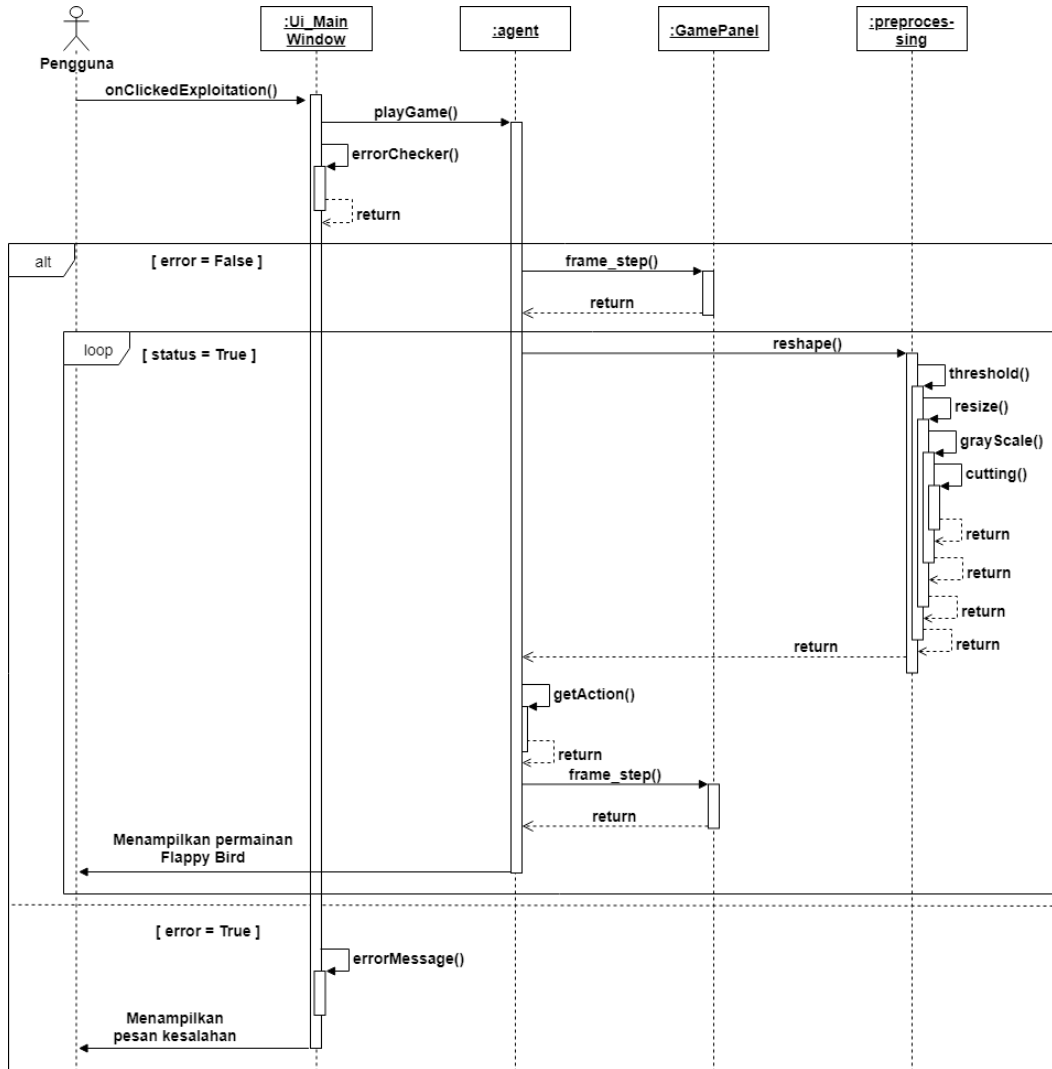 :Ui_Main
Window
:agent
:GamePanel
:preproces-
sing
Pengguna
onClickedExploitation()
playGame()
errorChecker()
return
alt
[ error = False ]
frame_step()
return
loop
[ status = True ]
reshape()
threshold()
resize()
grayScale()
cutting()
return
return
return
return
return
getAction()
return
frame_step()
return
Menampilkan permainan
Flappy Bird
[ error = True ]
errorMessage()
Menampilkan
pesan kesalahan